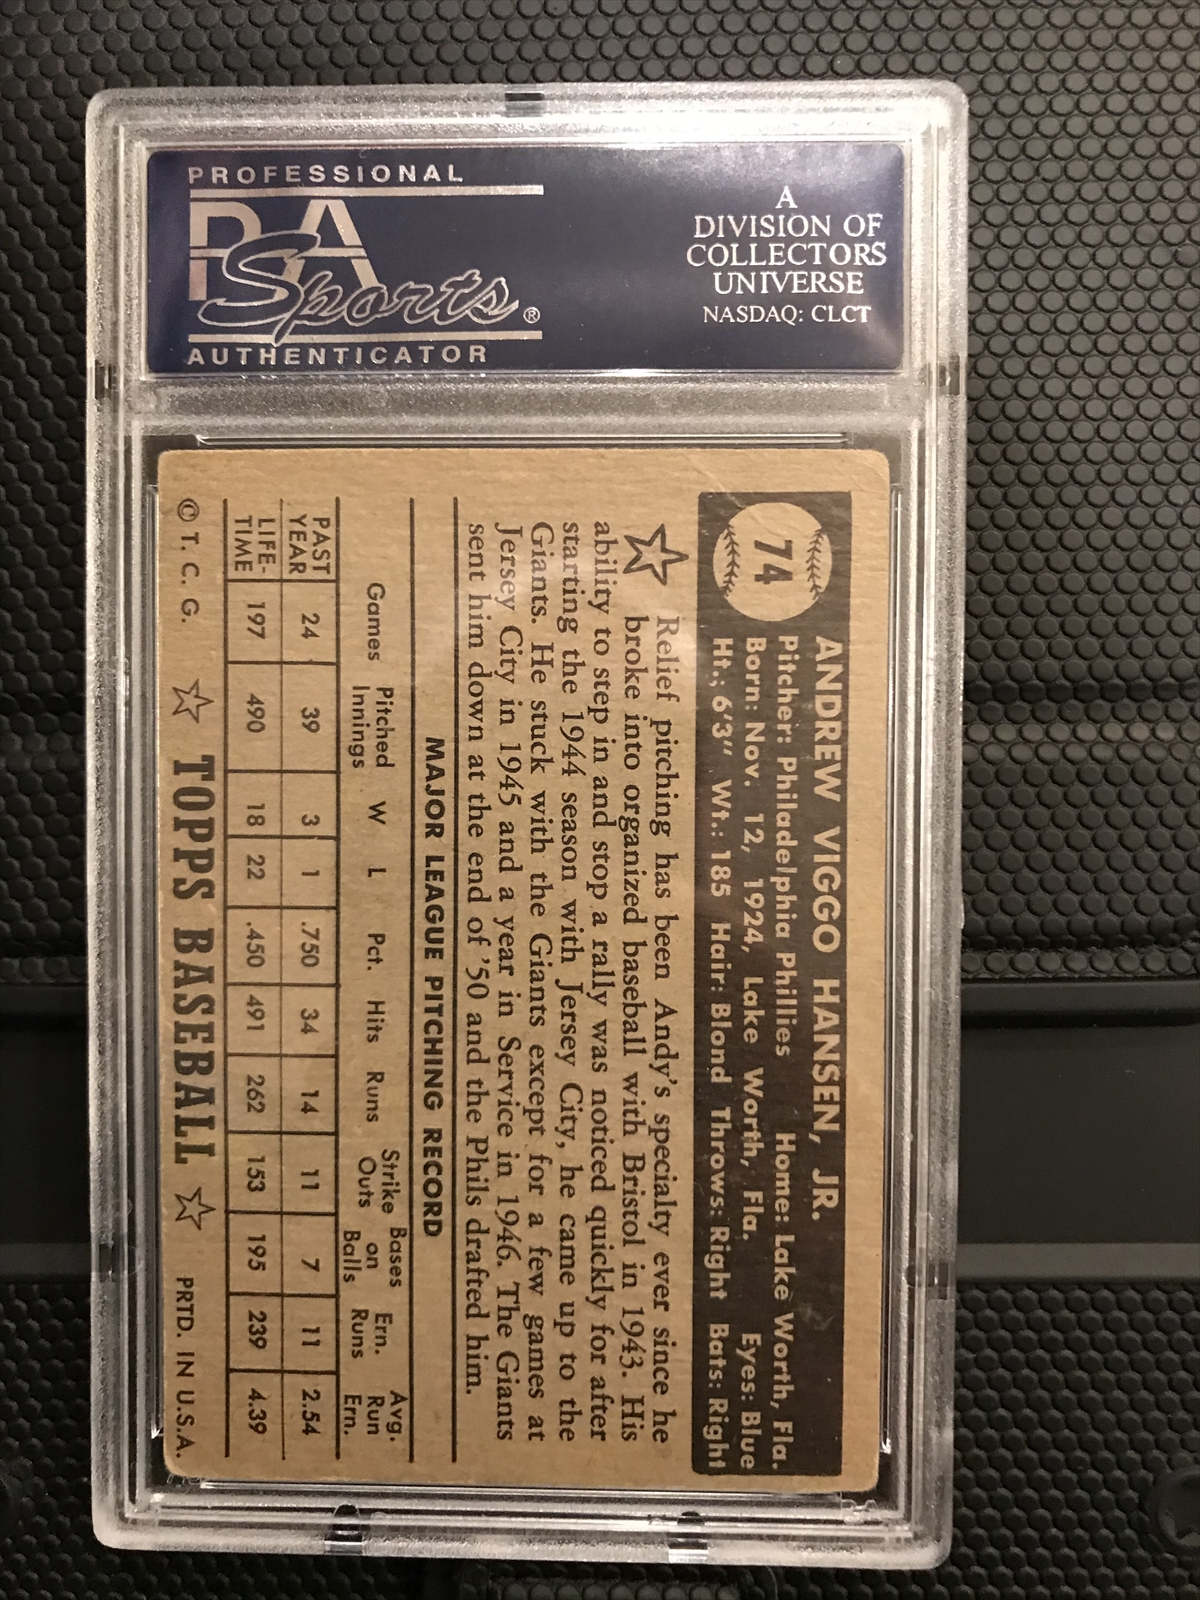 PROFESSIONAL
PSA
Sports®
AUTHENTICATOR
A
DIVISION OF
COLLECTORS
UNIVERSE
NASDAQ: CLCT
74
ANDREW VIGGO HANSEN, JR.
Pitcher: Philadelphia Phillies Home: Lake Worth, Fla.
Born: Nov. 12, 1924, Lake Worth, Fla. Eyes: Blue
Ht.; 6'3" Wt.: 185 Hair: Blond Throws: Right Bats: Right
Relief pitching has been Andy's specialty ever since he
broke into organized baseball with Bristol in 1943. His
ability to step in and stop a rally was noticed quickly for after
starting the 1944 season with Jersey City, he came up to the
Giants. He stuck with the Giants except for a few games at
Jersey City in 1945 and a year in Service in 1946. The Giants
sent him down at the end of '50 and the Phils drafted him.
MAJOR LEAGUE PITCHING RECORD
Games Pitched Innings W L Pct. Hits Runs Strike Outs Bases on Balls Ern. Runs Avg. Run Ern.
PAST YEAR 24 39 3 1 .750 34 14 11 7 11 2.54
LIFE-TIME 197 490 18 22 .450 491 262 153 195 239 4.39
© T. C. G. TOPPS BASEBALL PRTD. IN U.S.A.